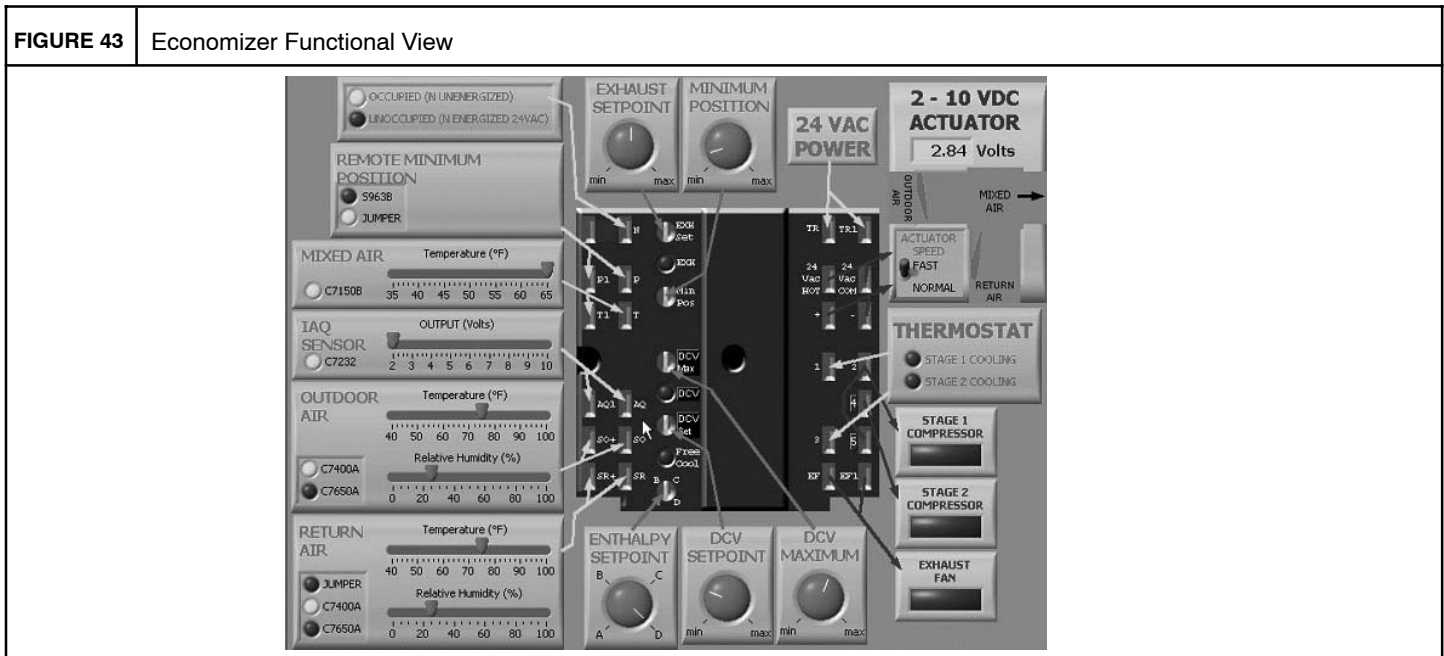 FIGURE 43 Economizer Functional View
OCCUPIED (N UNENERGIZED)
UNOCCUPIED (N ENERGIZED 24VAC)
REMOTE MINIMUM
POSITION
S963B
JUMPER
MIXED AIR
Temperature (°F)
C7150B
35 40 45 50 55 60 65
IAQ
SENSOR
OUTPUT (Volts)
C7232
2 3 4 5 6 7 8 9 10
OUTDOOR
AIR
Temperature (°F)
40 50 60 70 80 90 100
Relative Humidity (%)
C7400A
C7650A
0 20 40 60 80 100
RETURN
AIR
Temperature (°F)
40 50 60 70 80 90 100
JUMPER
Relative Humidity (%)
C7400A
C7650A
0 20 40 60 80 100
EXHAUST
SETPOINT
min max
MINIMUM
POSITION
min max
24 VAC
POWER
2 - 10 VDC
ACTUATOR
2.84 Volts
OUTDOOR
AIR
MIXED
AIR
ACTUATOR
SPEED
FAST
NORMAL
RETURN
AIR
N
EXH
Set
P1 P
EXH
Min
Pos
T1 T
DCV
Max
AQ1 AQ
DCV
DCV
Set
SO+ SO
Free
Cool
SR+ SR
B C
D
TR TR1
24
Vac
HOT
24
Vac
COM
+ -
1 2
4
3 5
EF EF1
THERMOSTAT
STAGE 1 COOLING
STAGE 2 COOLING
STAGE 1
COMPRESSOR
STAGE 2
COMPRESSOR
EXHAUST
FAN
ENTHALPY
SETPOINT
B C
A D
DCV
SETPOINT
min max
DCV
MAXIMUM
min max